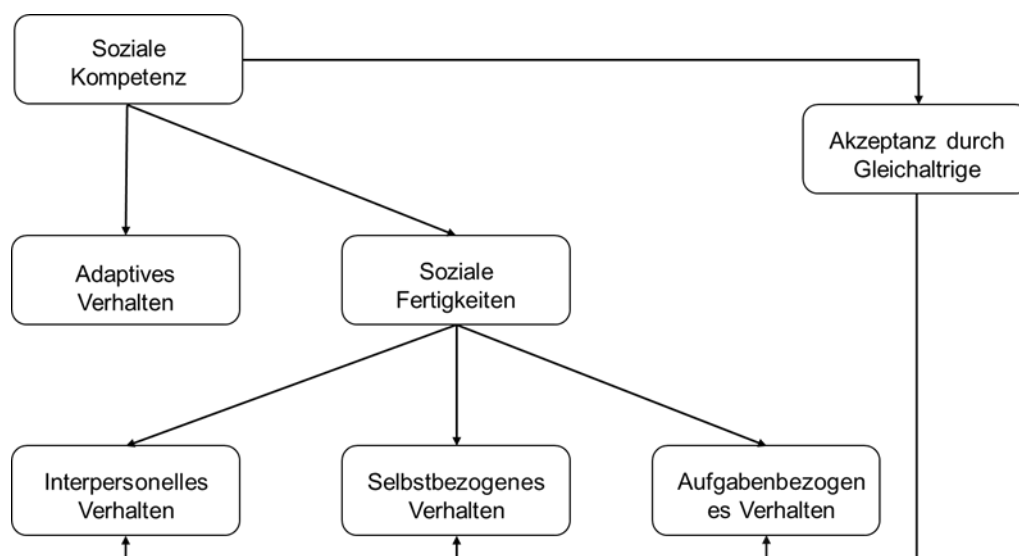 Soziale
Kompetenz
Akzeptanz durch
Gleichaltrige
Adaptives
Verhalten
Soziale
Fertigkeiten
Interpersonelles
Verhalten
Selbstbezogenes
Verhalten
Aufgabenbezogen
es Verhalten